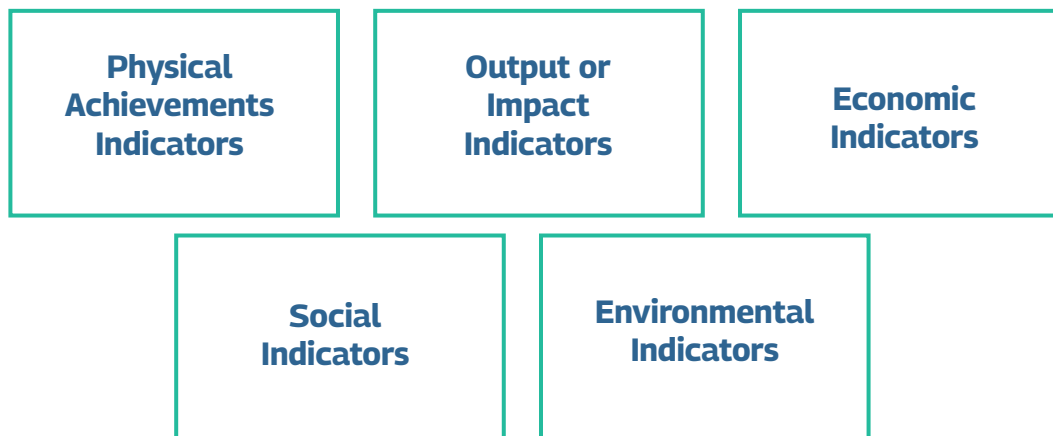 Physical
Achievements
Indicators
Output or
Impact
Indicators
Economic
Indicators
Social
Indicators
Environmental
Indicators